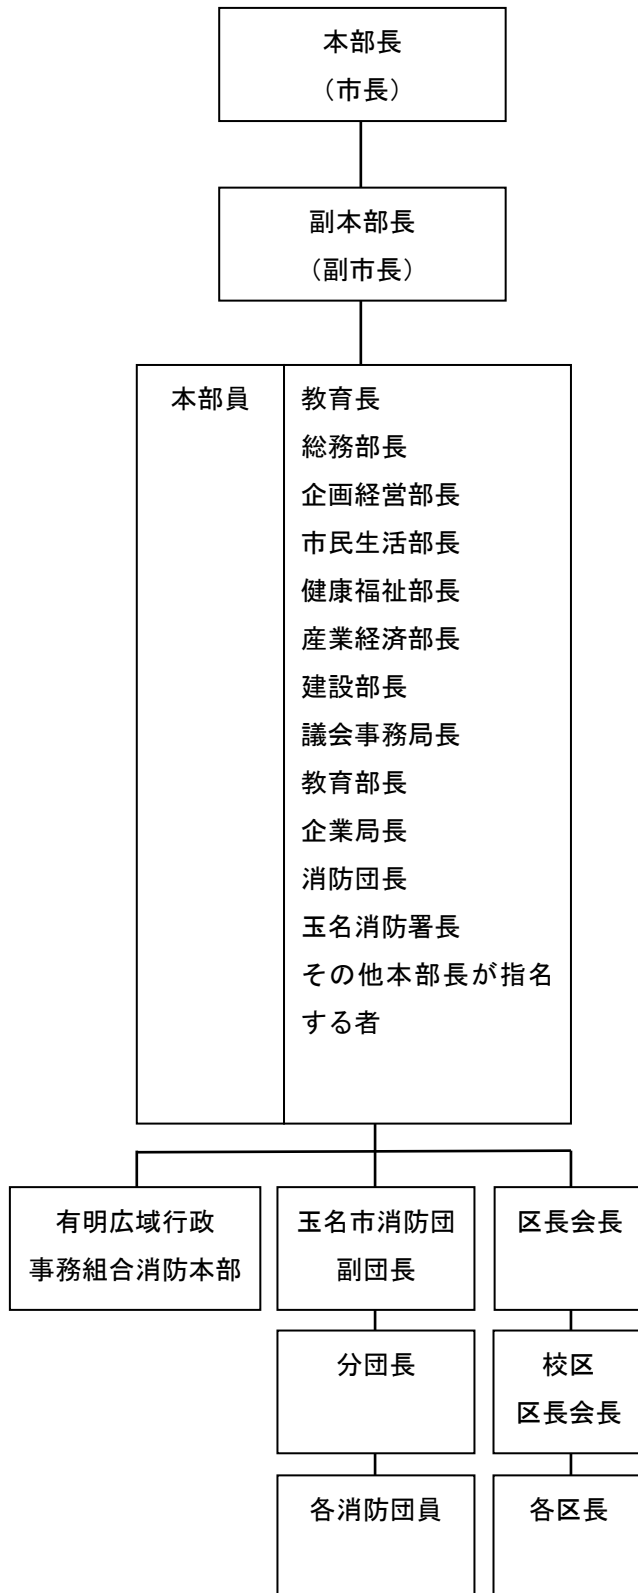 本部長
（市長）
副本部長
（副市長）
本部員
教育長
総務部長
企画経営部長
市民生活部長
健康福祉部長
産業経済部長
建設部長
議会事務局長
教育部長
企業局長
消防団長
玉名消防署長
その他本部長が指名
する者
有明広域行政
事務組合消防本部
玉名市消防団
副団長
区長会長
分団長
校区
区長会長
各消防団員
各区長